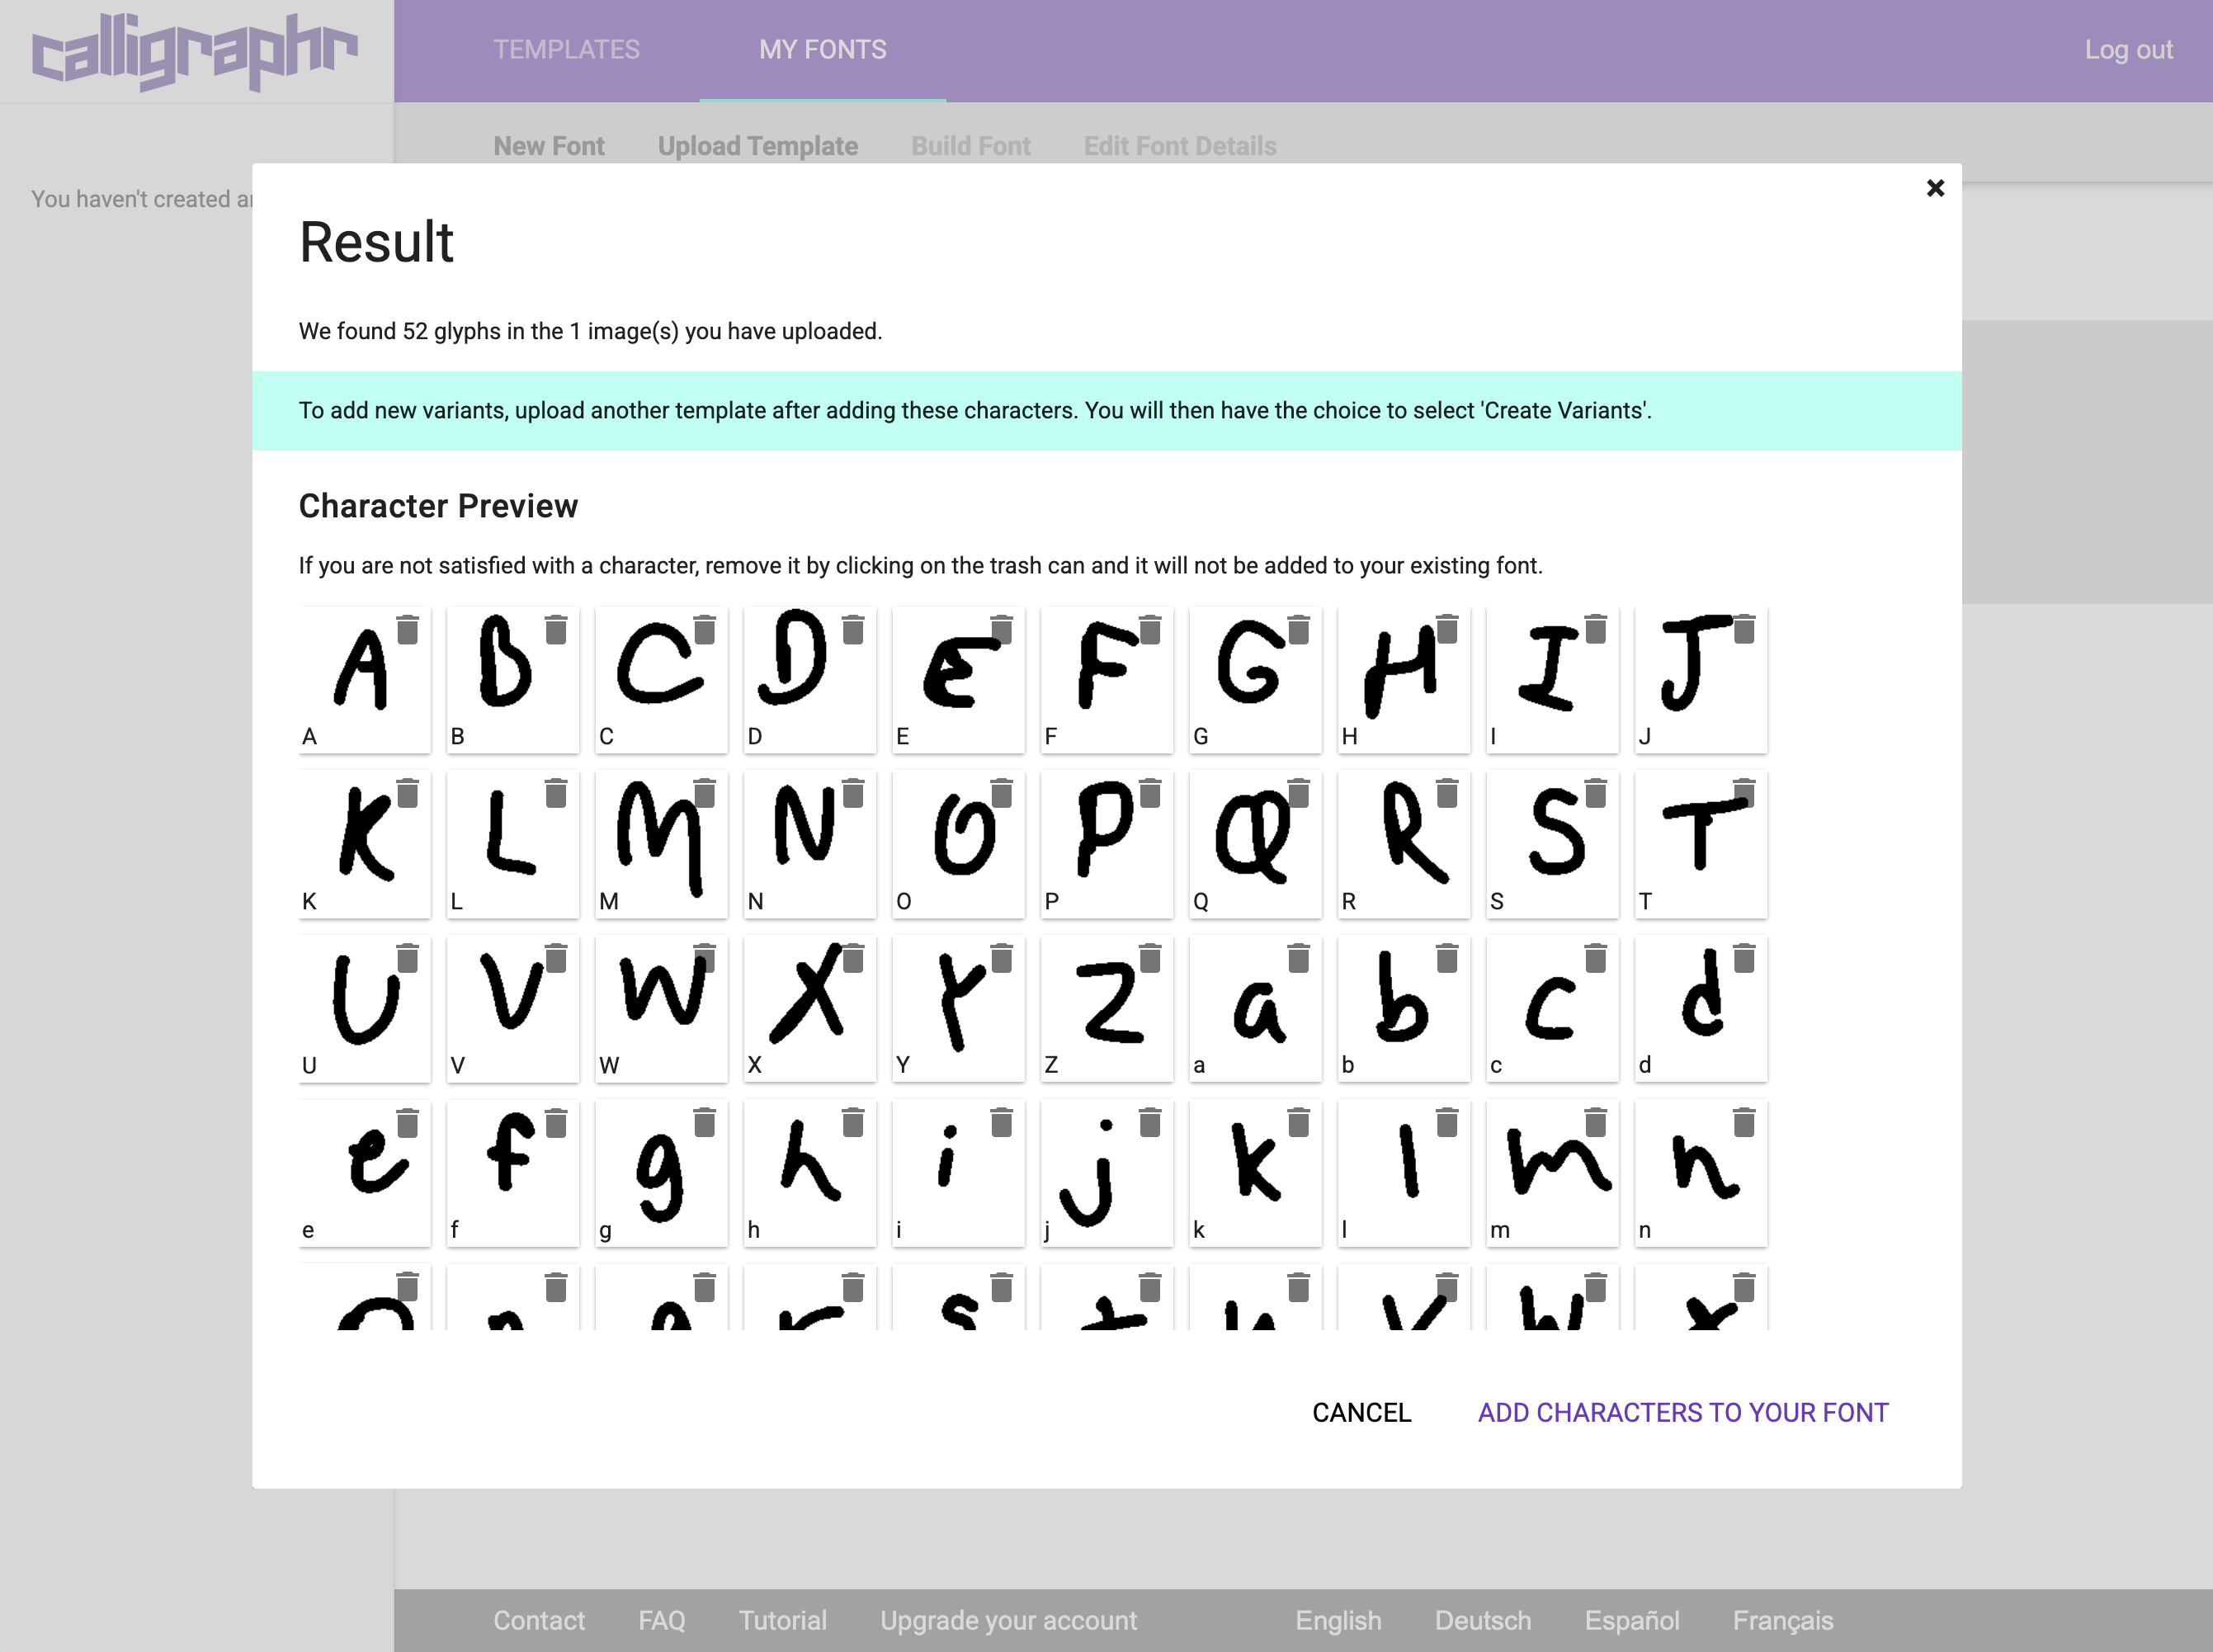 calligraphr
TEMPLATES MY FONTS Log out
New Font Upload Template Build Font Edit Font Details
You haven't created
Result
We found 52 glyphs in the 1 image(s) you have uploaded.
To add new variants, upload another template after adding these characters. You will then have the choice to select 'Create Variants'.
Character Preview
If you are not satisfied with a character, remove it by clicking on the trash can and it will not be added to your existing font.
A B C D E F G H I J
A B C D E F G H I J
K L M N O P Q R S T
K L M N O P Q R S T
U V W X Y Z a b c d
U V W X Y Z a b c d
e f g h i j k l m n
e f g h i j k l m n
CANCEL ADD CHARACTERS TO YOUR FONT
Contact FAQ Tutorial Upgrade your account English Deutsch Español Français